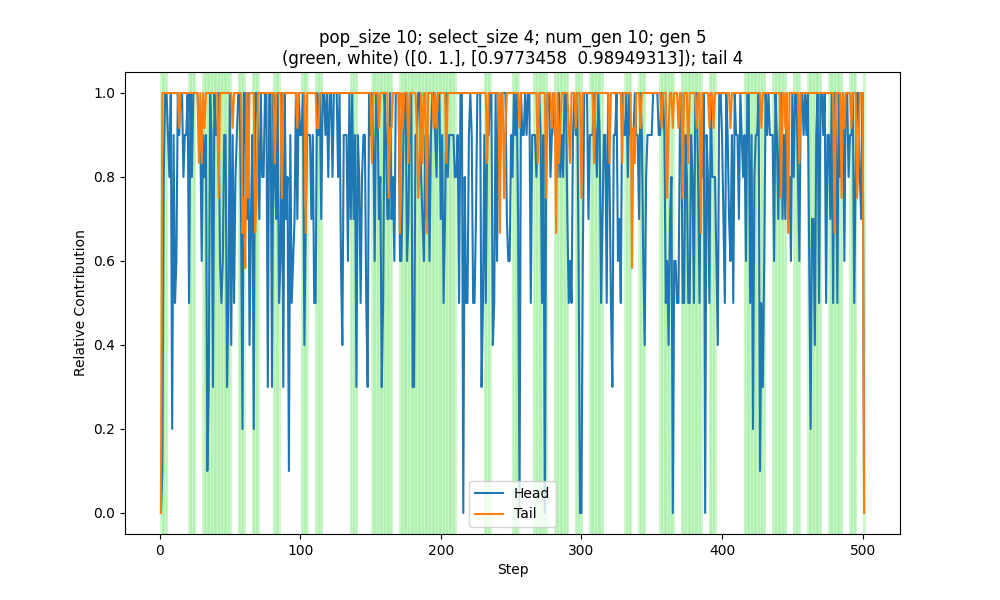 pop_size 10; select_size 4; num_gen 10; gen 5
(green, white) ([0. 1.], [0.9773458  0.98949313]); tail 4
1.0
0.8
0.6
0.4
0.2
0.0
Relative Contribution
Head
Tail
0 100 200 300 400 500
Step